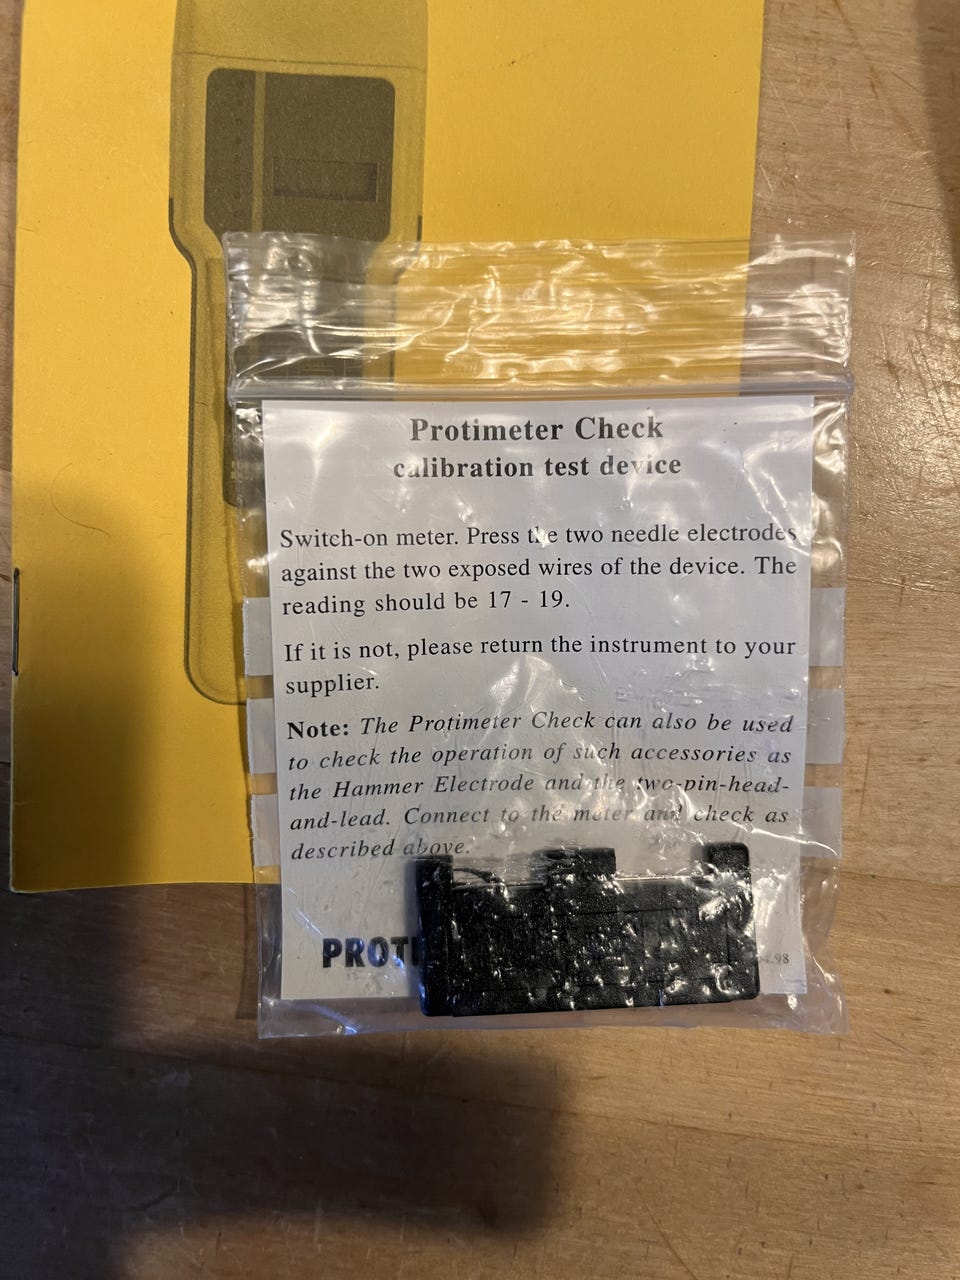 Protimeter Check
calibration test device
Switch-on meter. Press the two needle electrodes
against the two exposed wires of the device. The
reading should be 17 - 19.
If it is not, please return the instrument to your
supplier.
Note: The Protimeter Check can also be used
to check the operation of such accessories as
the Hammer Electrode and the two-pin-head-
and-lead. Connect to the meter and check as
described above.
PROTI
.98